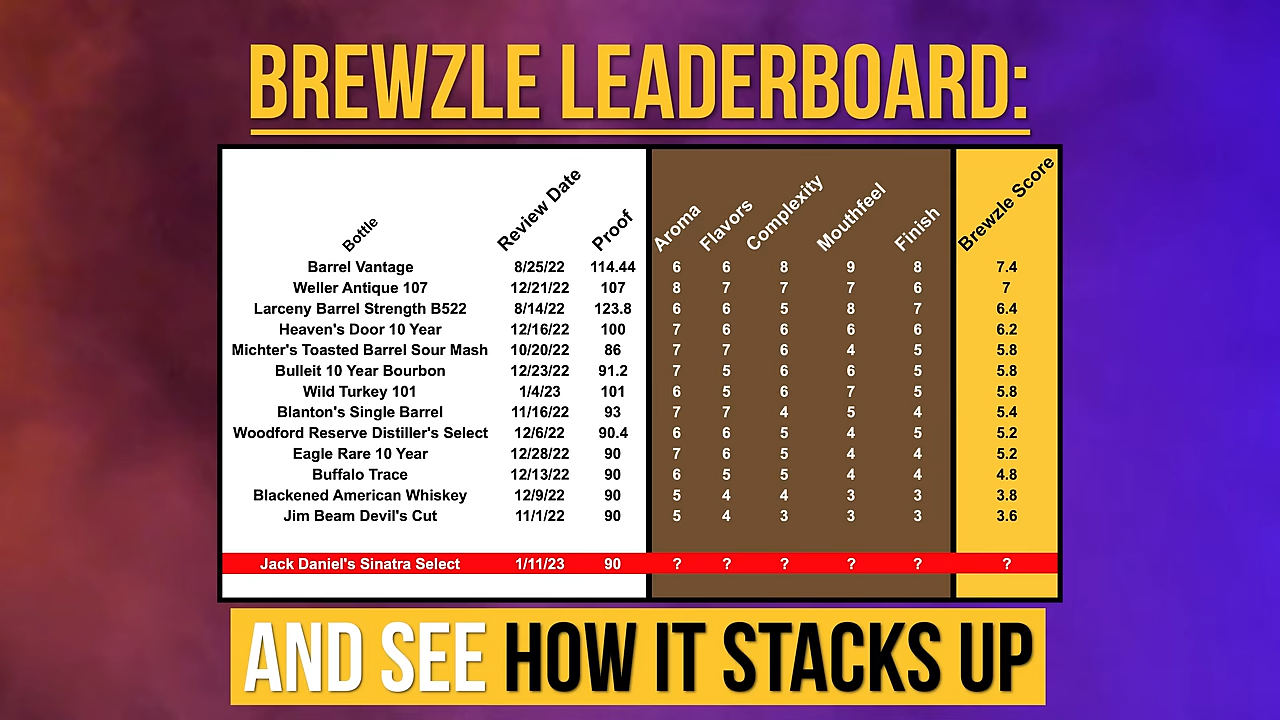 BREWZLE LEADERBOARD:
Bottle Review Date Proof Aroma Flavors Complexity Mouthfeel Finish Brewzle Score
Barrel Vantage 8/25/22 114.44 6 6 8 9 8 7.4
Weller Antique 107 12/21/22 107 8 7 7 7 6 7
Larceny Barrel Strength B522 8/14/22 123.8 6 6 5 8 7 6.4
Heaven's Door 10 Year 12/16/22 100 7 6 6 6 6 6.2
Michter's Toasted Barrel Sour Mash 10/20/22 86 7 7 6 4 5 5.8
Bulleit 10 Year Bourbon 12/23/22 91.2 7 5 6 6 5 5.8
Wild Turkey 101 1/4/23 101 6 5 6 7 5 5.8
Blanton's Single Barrel 11/16/22 93 7 7 4 5 4 5.4
Woodford Reserve Distiller's Select 12/6/22 90.4 6 6 5 4 5 5.2
Eagle Rare 10 Year 12/28/22 90 7 6 5 4 4 5.2
Buffalo Trace 12/13/22 90 6 5 5 4 4 4.8
Blackened American Whiskey 12/9/22 90 5 4 4 3 3 3.8
Jim Beam Devil's Cut 11/1/22 90 5 4 3 3 3 3.6
Jack Daniel's Sinatra Select 1/11/23 90 ? ? ? ? ? ?
AND SEE HOW IT STACKS UP